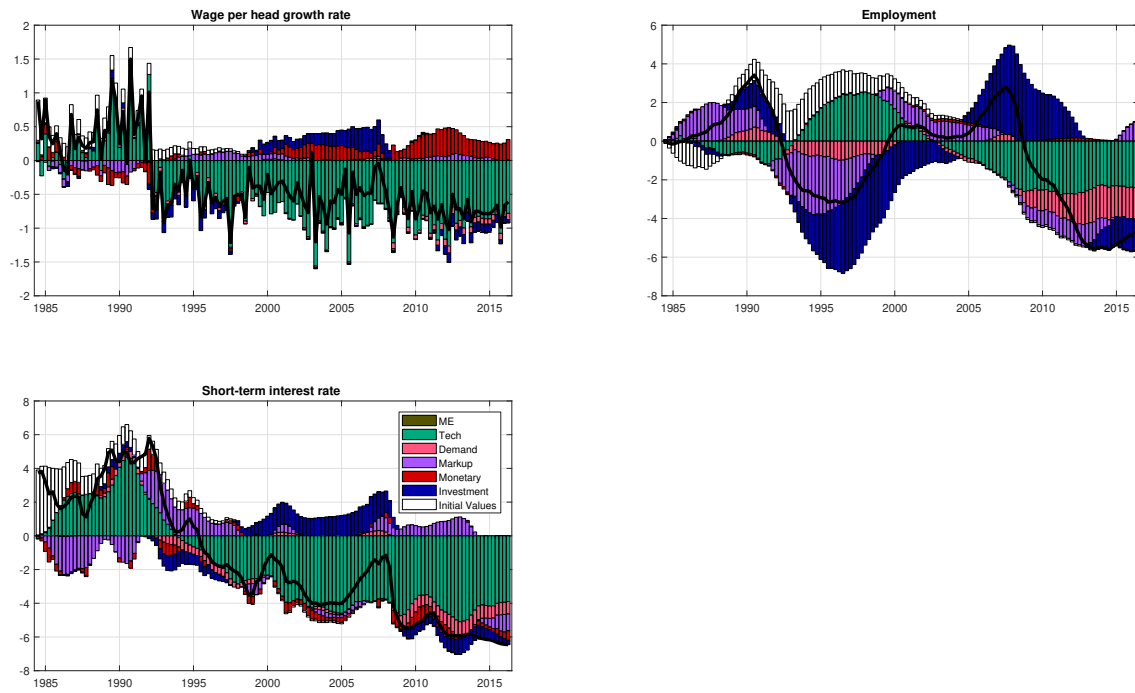 Wage per head growth rate
2
1.5
1
0.5
0
-0.5
-1
-1.5
-2
1985 1990 1995 2000 2005 2010 2015
Employment
6
4
2
0
-2
-4
-6
-8
1985 1990 1995 2000 2005 2010 2015
Short-term interest rate
8
6
4
2
0
-2
-4
-6
-8
1985 1990 1995 2000 2005 2010 2015
ME
Tech
Demand
Markup
Monetary
Investment
Initial Values